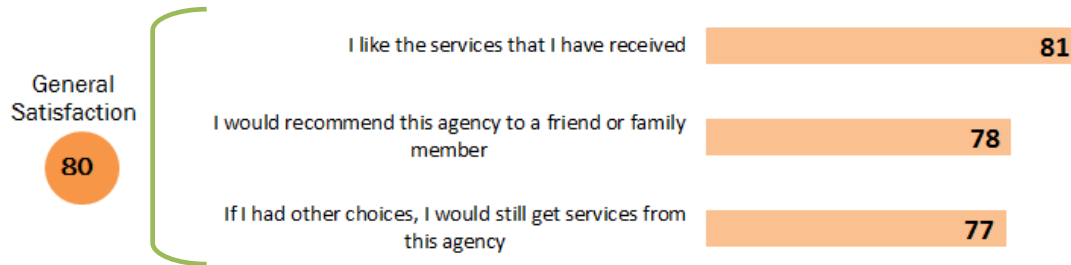 General
Satisfaction
80
I like the services that I have received
81
I would recommend this agency to a friend or family
member
78
If I had other choices, I would still get services from
this agency
77